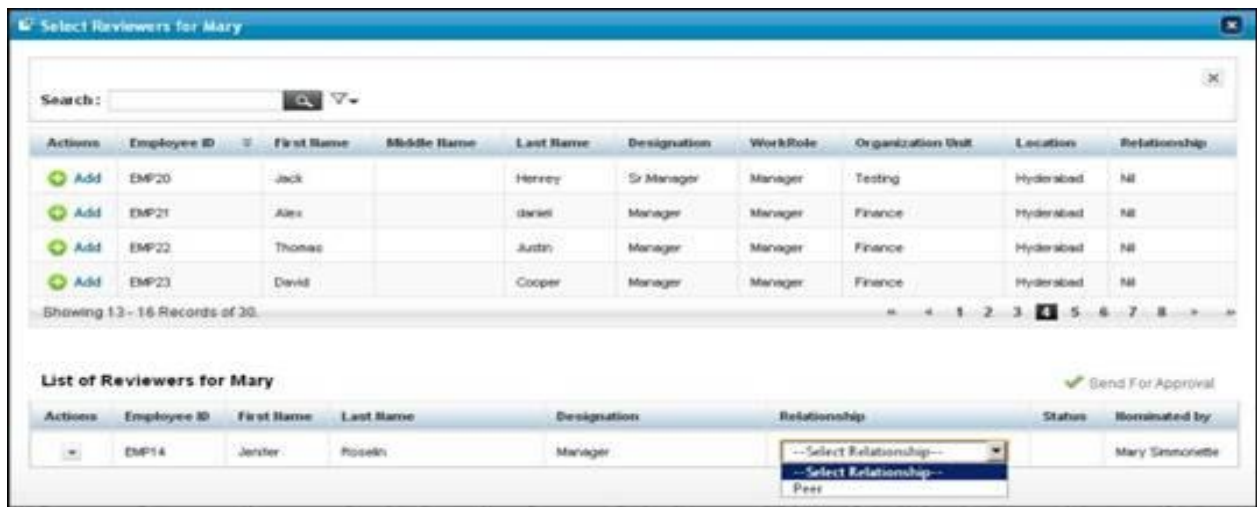 Select Reviewers for Mary
Search:
Actions Employee ID First Name Middle Name Last Name Designation WorkRole Organization Unit Location Relationship
Add EMP20 Jack Henrey Sr Manager Manager Testing Hyderabad Nil
Add EMP21 Alex daniel Manager Manager Finance Hyderabad Nil
Add EMP22 Thomas Justin Manager Manager Finance Hyderabad Nil
Add EMP23 David Cooper Manager Manager Finance Hyderabad Nil
Showing 13 - 16 Records of 30. « < 1 2 3 4 5 6 7 8 > »
List of Reviewers for Mary Send For Approval
Actions Employee ID First Name Last Name Designation Relationship Status Nominated by
EMP14 Jenifer Roselin Manager --Select Relationship-- Mary Simmonette
--Select Relationship--
Peer